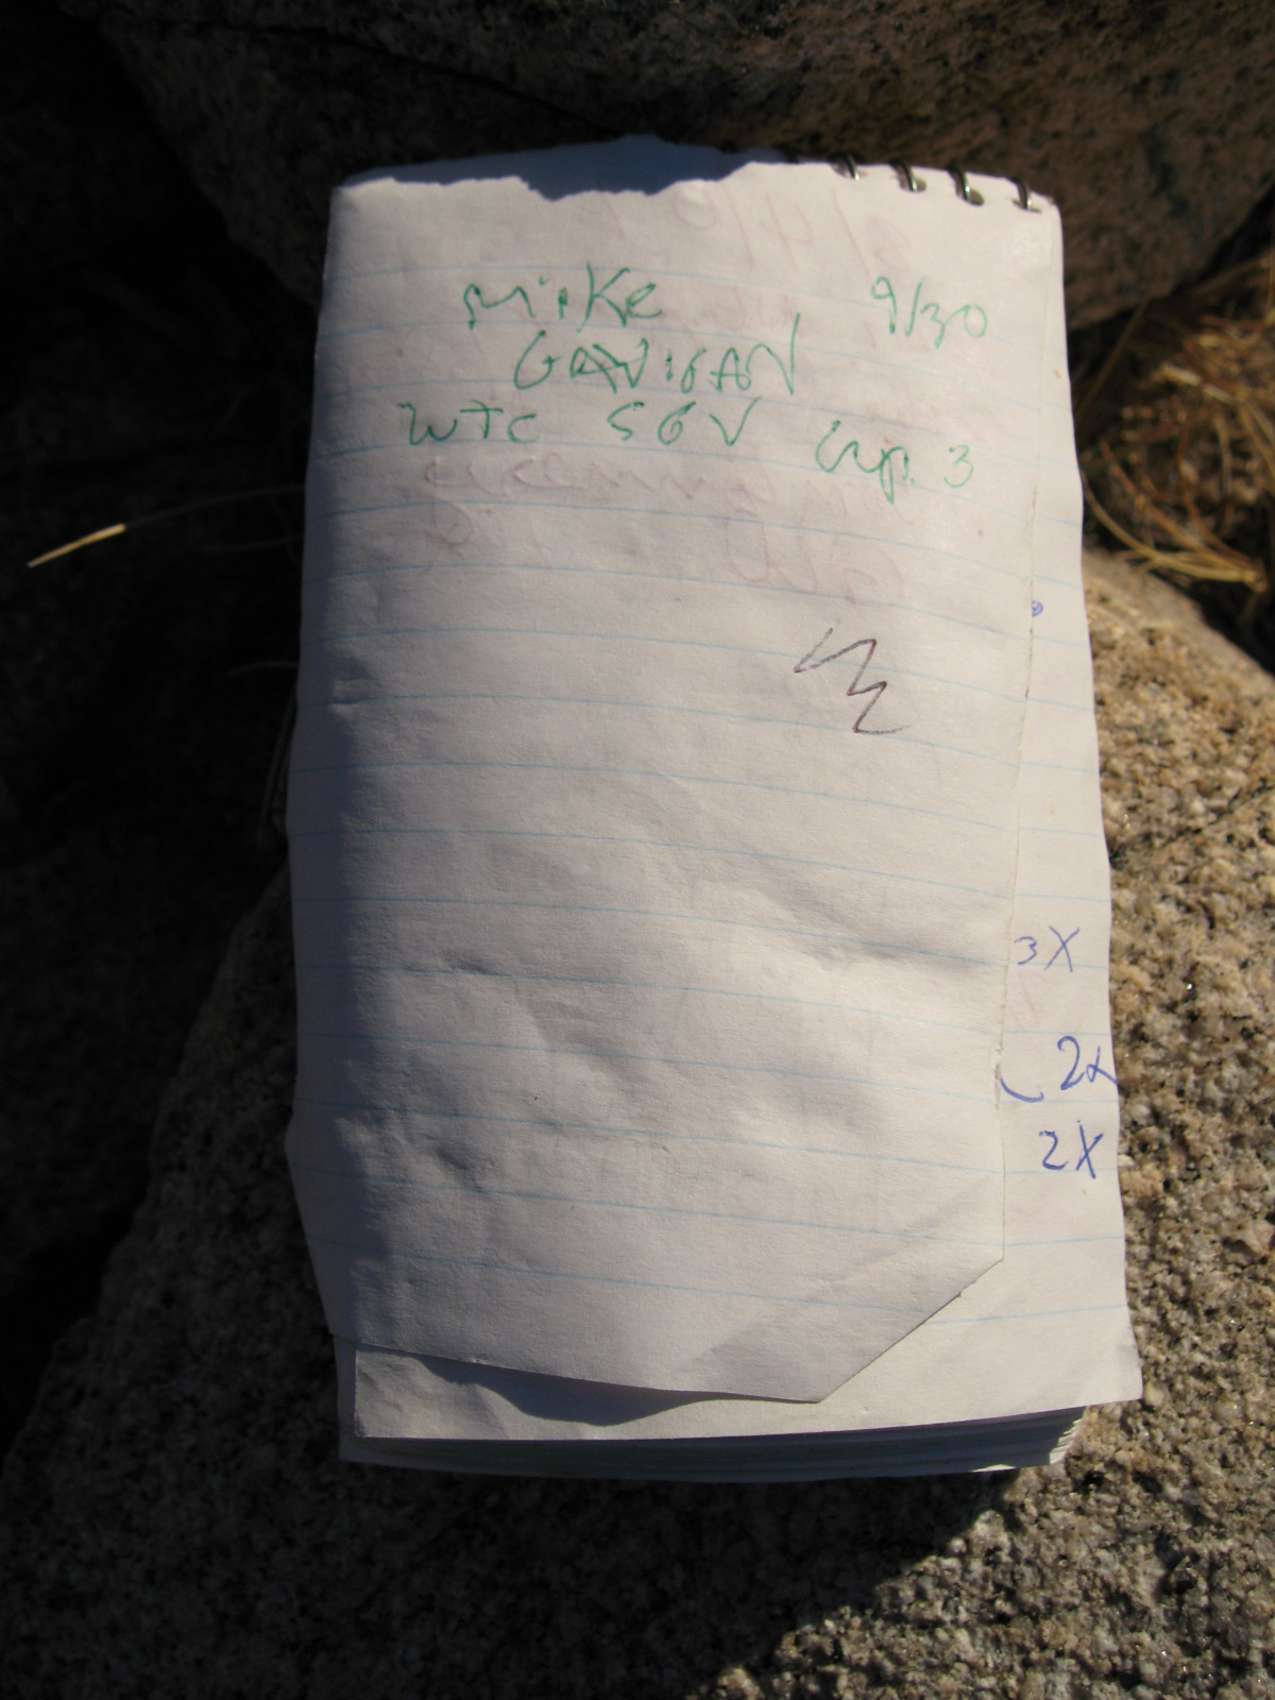 Mike 9/30
GAVIGAN
WTC SGV Grp. 3
3X
2x
2X